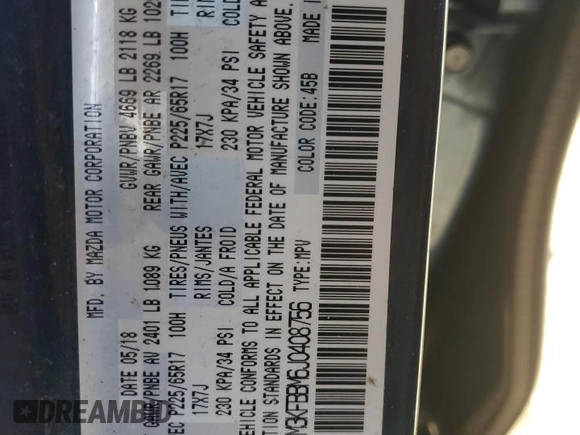 MFD. BY MAZDA MOTOR CORPORATION
DATE 05/18 GVWR/PNBV 4669 LB 2118 KG
GAWR/PNBE AV 2401 LB 1089 KG REAR GAWR/PNBE AR 2269 LB
EC P225/65R17 100H TIRES/PNEUS WITH/AVEC P225/65R17 100H
17X7J RIMS/JANTES 17X7J
230 KPA/34 PSI COLD/A FROID 230 KPA/34 PSI COLD
VEHICLE CONFORMS TO ALL APPLICABLE FEDERAL MOTOR VEHICLE SAFETY
STANDARDS IN EFFECT ON THE DATE OF MANUFACTURE SHOWN ABOVE.
M3KFBBM6J0408756 TYPE:MPV COLOR CODE:45B MADE
DREAMBID